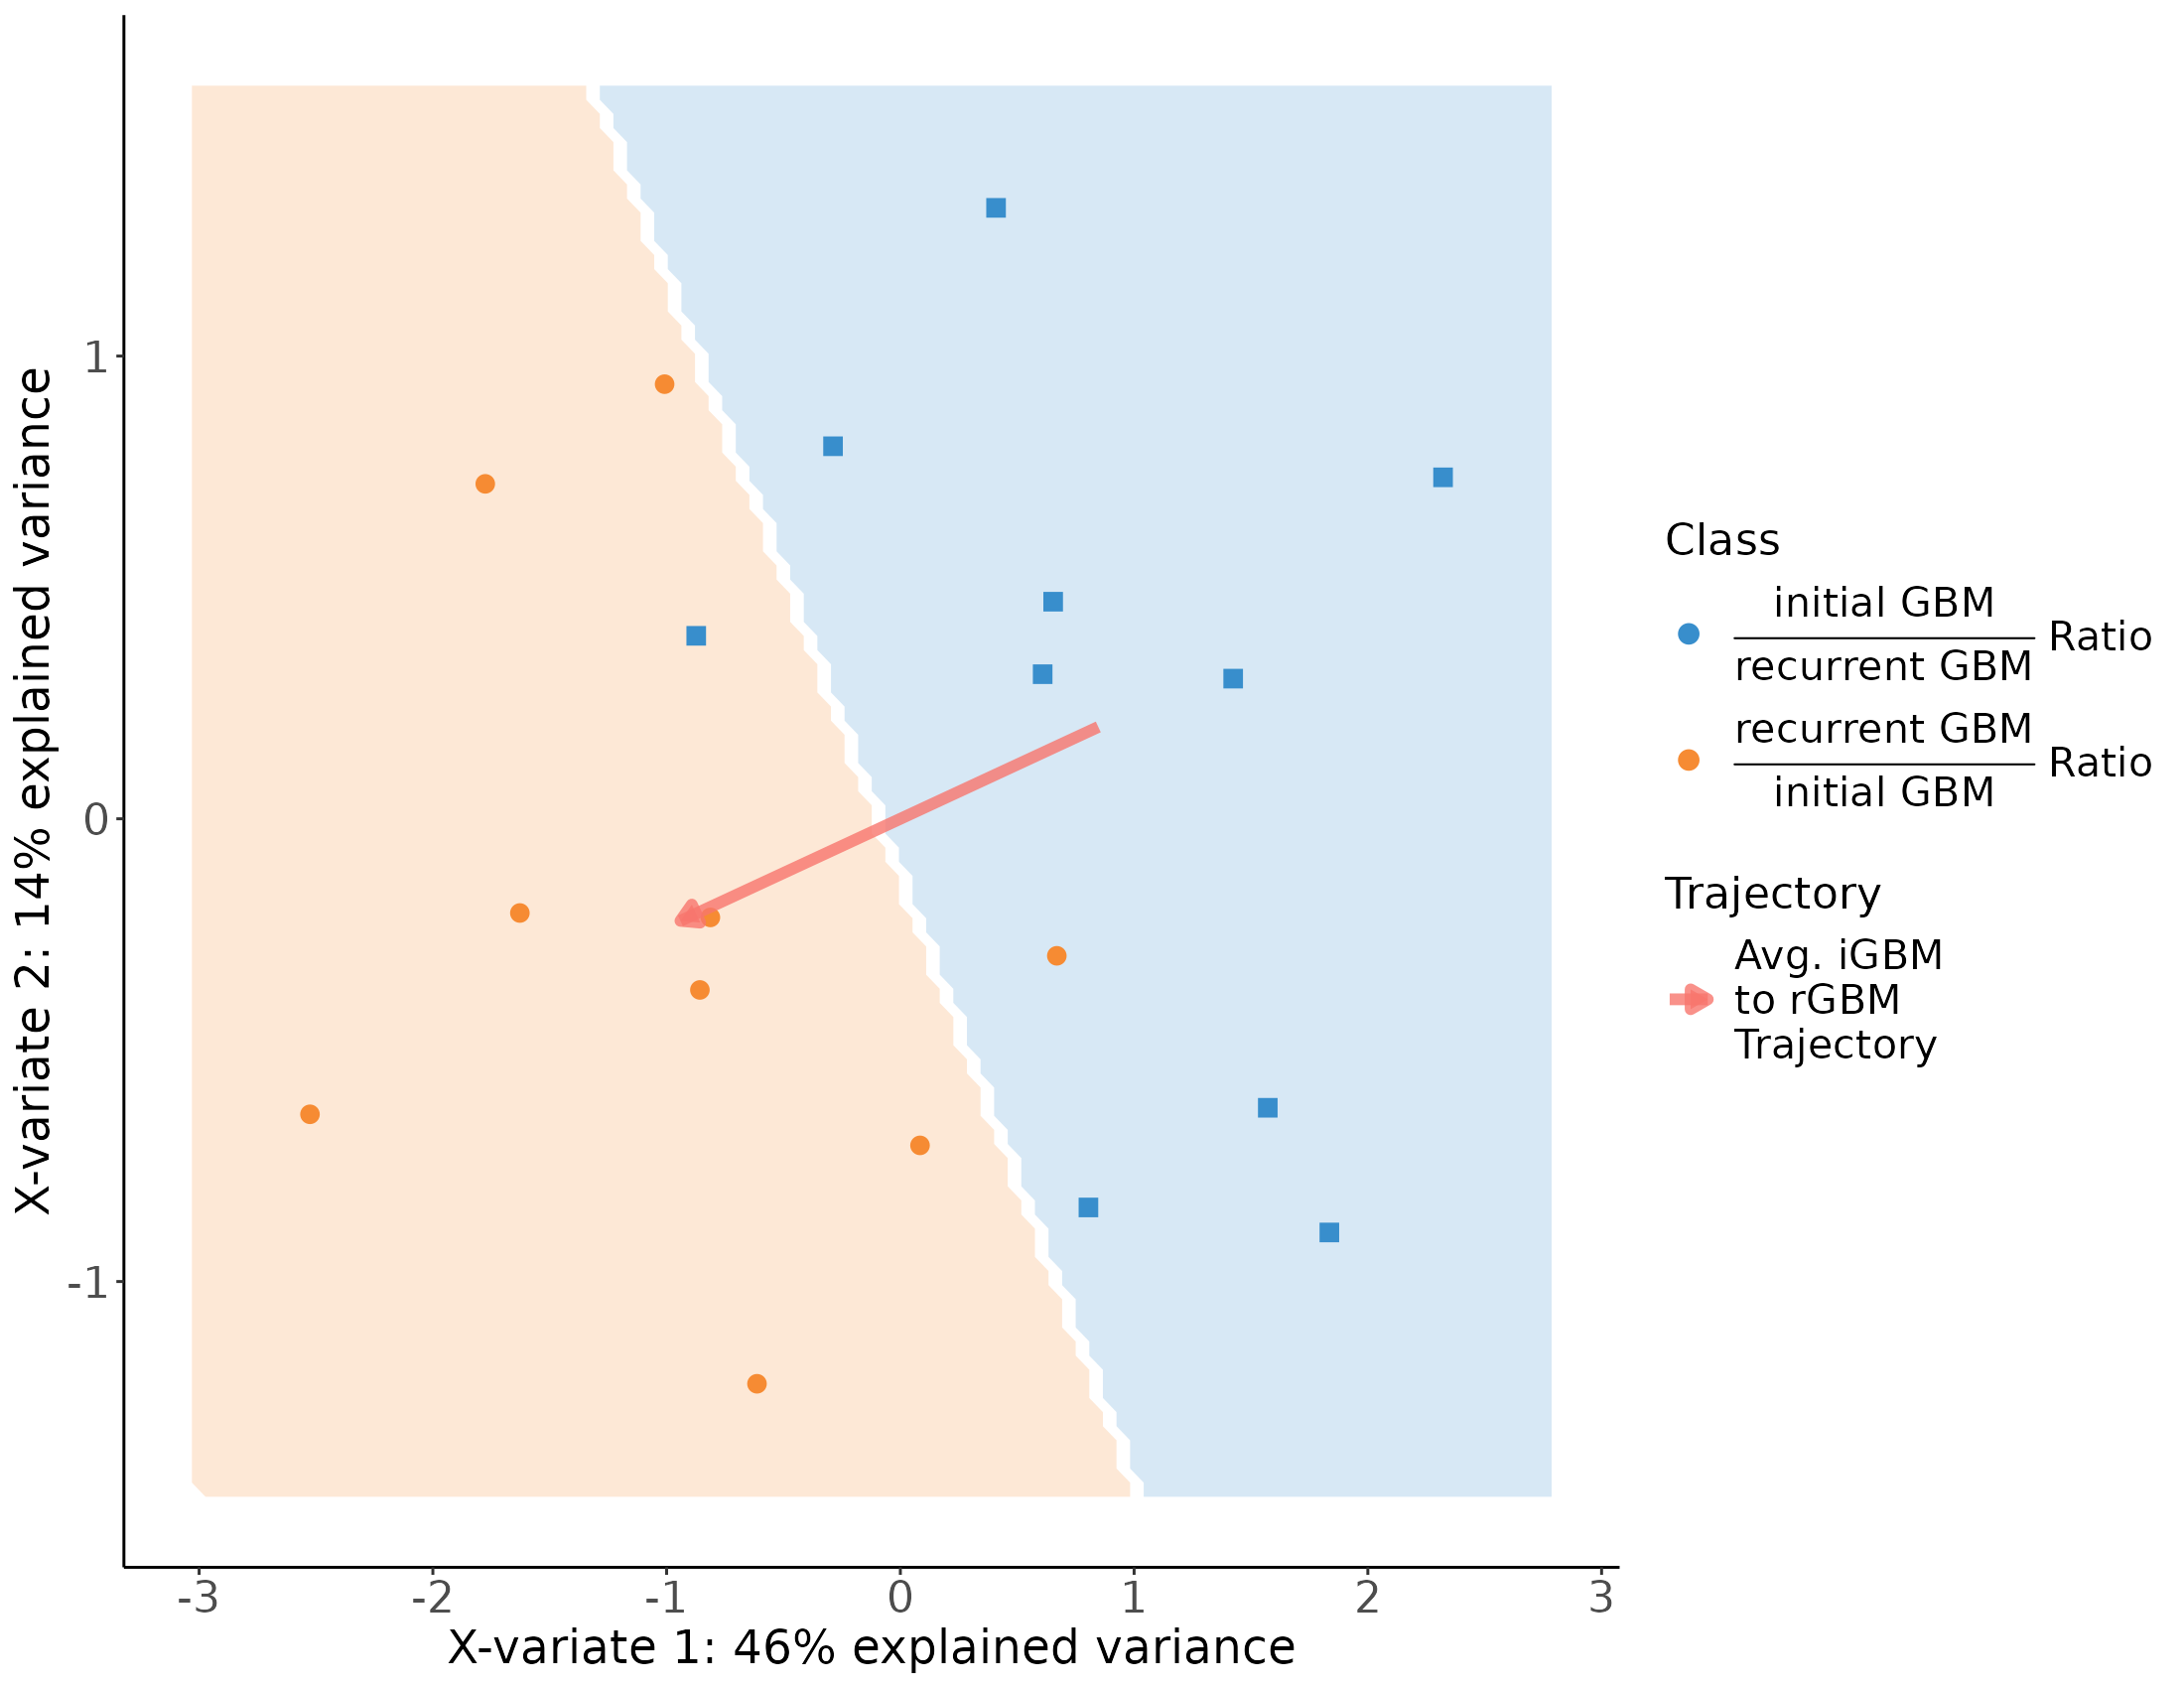 X-variate 2: 14% explained variance
1
0
-1
-3 -2 -1 0 1 2 3
X-variate 1: 46% explained variance
Class
initial GBM
recurrent GBM
Ratio
recurrent GBM
initial GBM
Ratio
Trajectory
Avg. iGBM
to rGBM
Trajectory